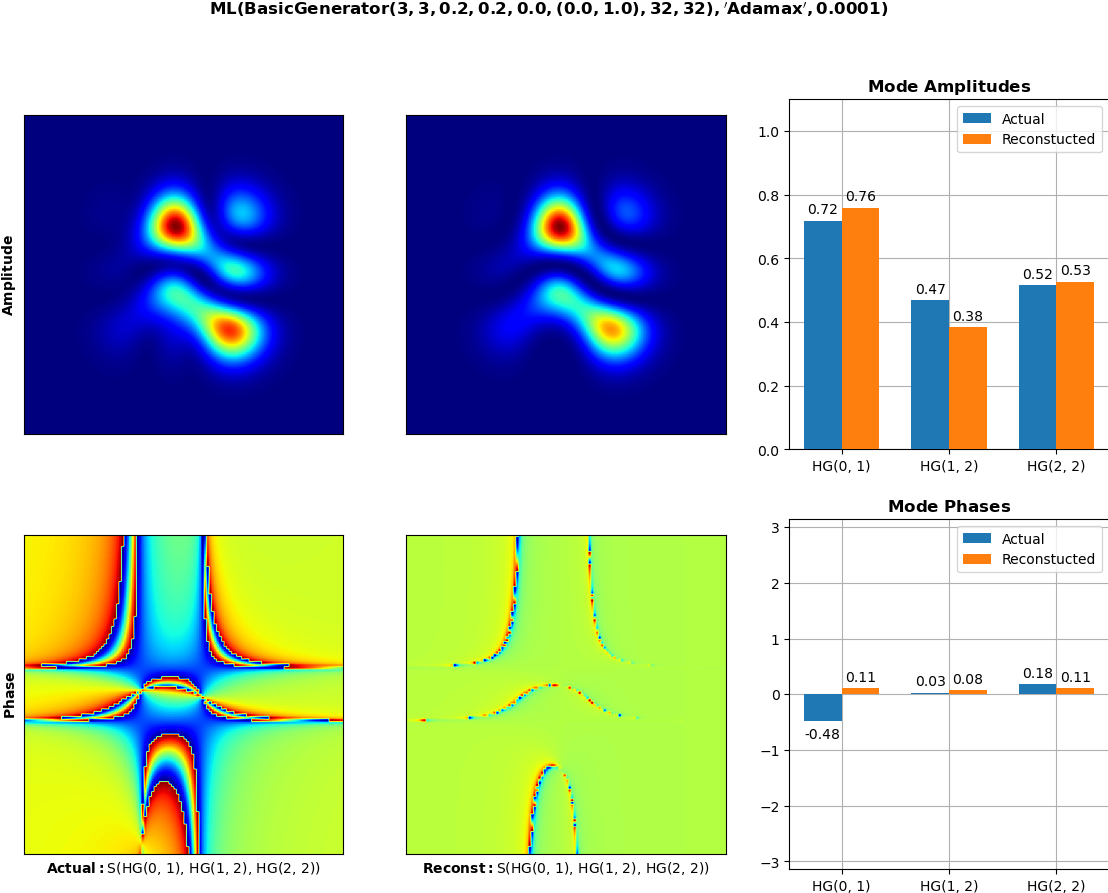 ML(BasicGenerator(3, 3, 0.2, 0.2, 0.0, (0.0, 1.0), 32, 32), ′Adamax′, 0.0001)
Amplitude
Mode Amplitudes
Actual
Reconstucted
1.0
0.8
0.6
0.4
0.2
0.0
0.72
0.76
0.47
0.38
0.52
0.53
HG(0, 1)
HG(1, 2)
HG(2, 2)
Phase
Actual: S(HG(0, 1), HG(1, 2), HG(2, 2))
Reconst: S(HG(0, 1), HG(1, 2), HG(2, 2))
Mode Phases
Actual
Reconstucted
3
2
1
0
−1
−2
−3
-0.48
0.11
0.03
0.08
0.18
0.11
HG(0, 1)
HG(1, 2)
HG(2, 2)